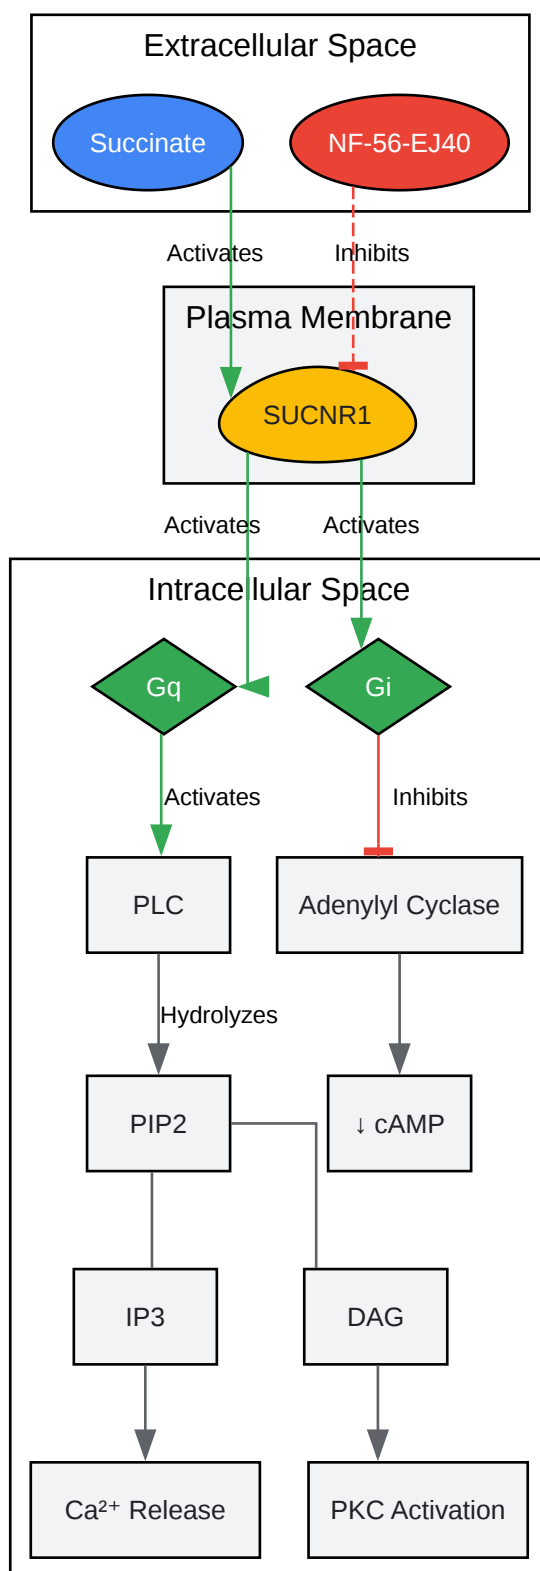 Extracellular Space
Succinate
NF-56-EJ40
Activates
Inhibits
Plasma Membrane
SUCNR1
Activates
Activates
Intracellular Space
Gq
Gi
Activates
Inhibits
PLC
Adenylyl Cyclase
Hydrolyzes
PIP2
↓ cAMP
IP3
DAG
Ca²⁺ Release
PKC Activation